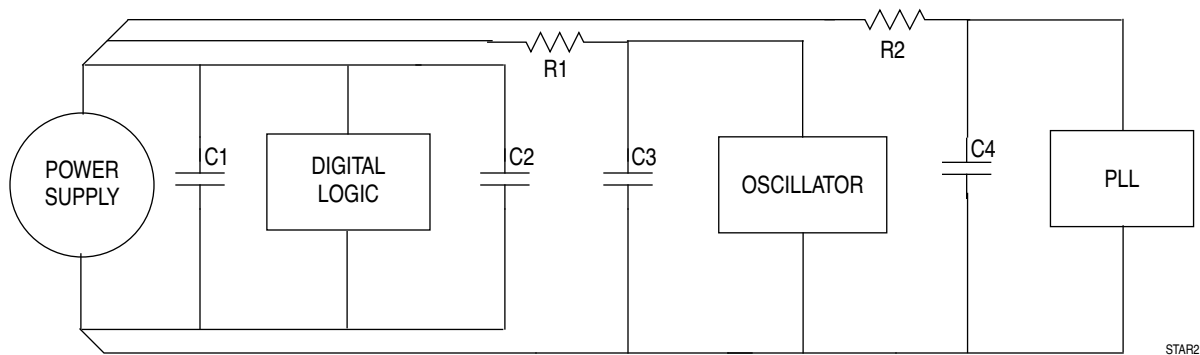 R1
R2
POWER
SUPPLY
C1
DIGITAL
LOGIC
C2
C3
OSCILLATOR
C4
PLL
STAR2